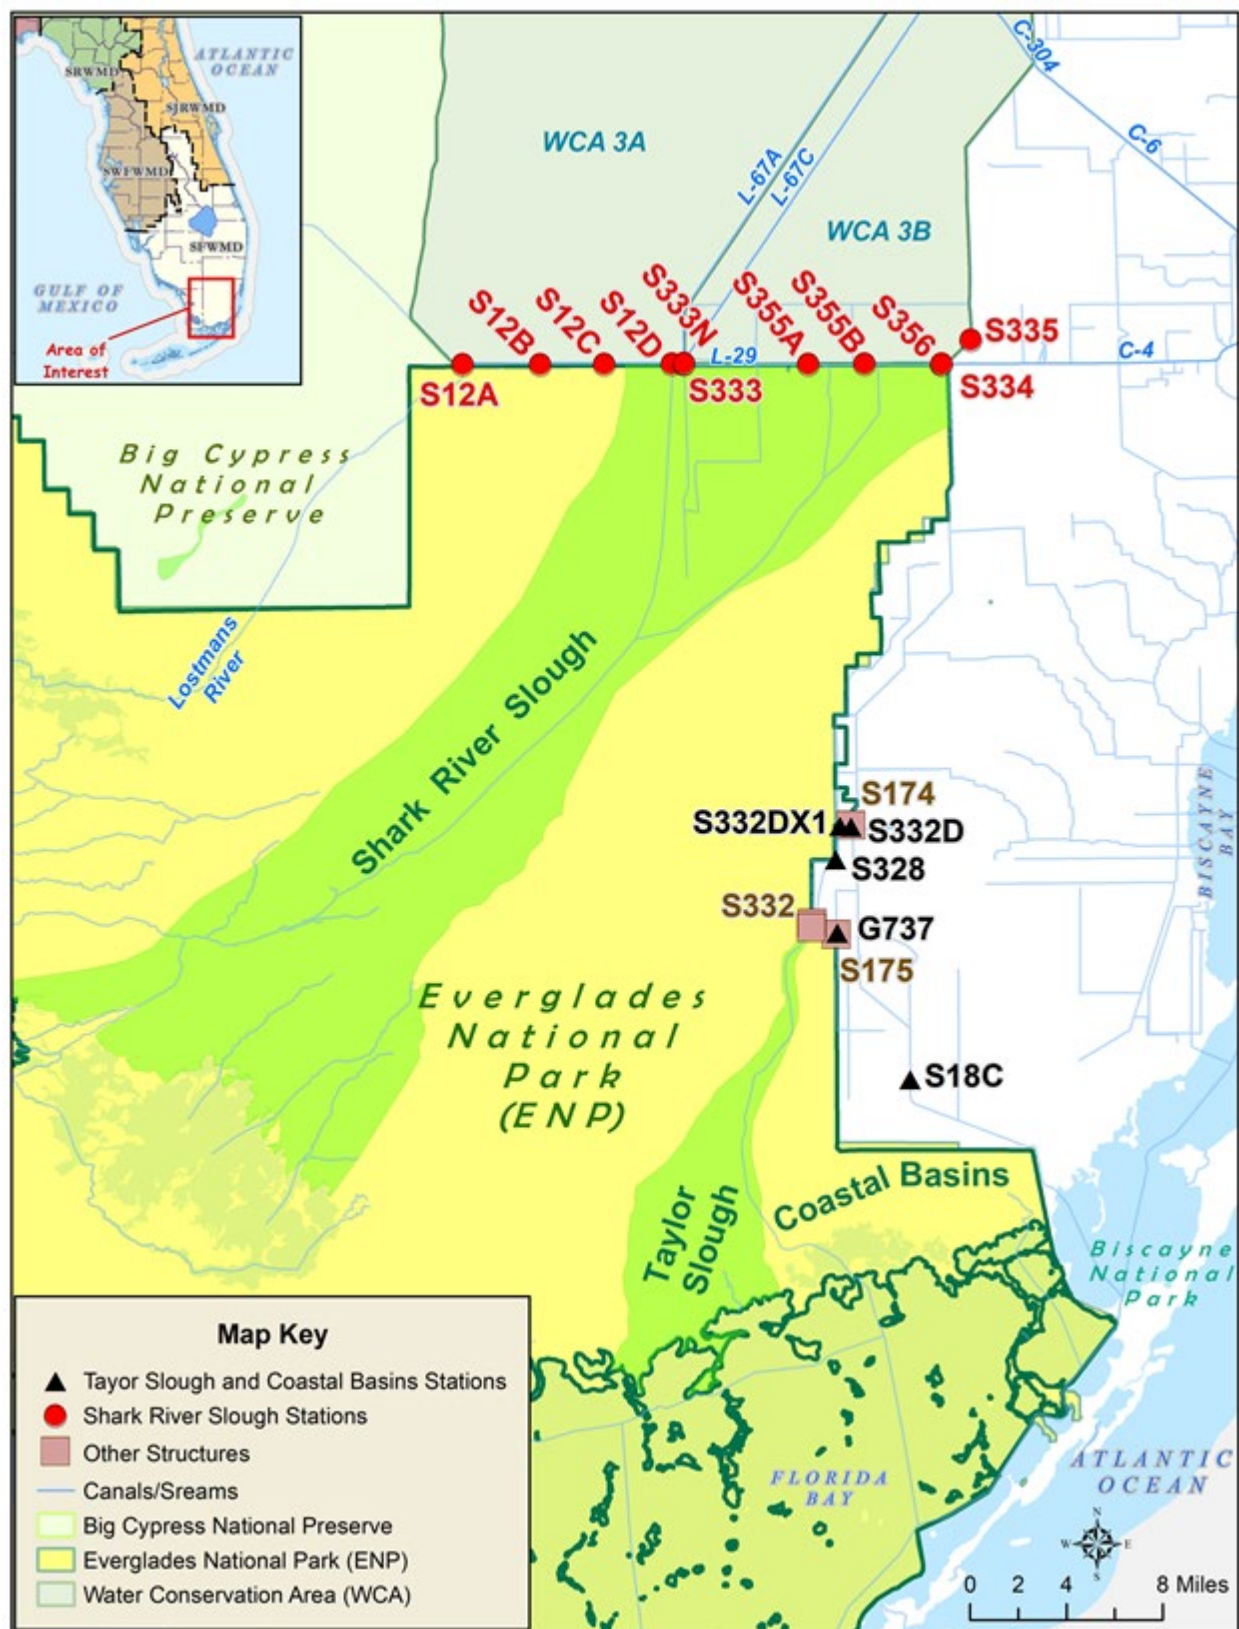 ATLANTIC
OCEAN
SRWMD
SJRWMD
SWFWMD
SFWMD
GULF OF
MEXICO
Area of
Interest
C-304
C-6
WCA 3A
L-67A
L-67C
WCA 3B
S12B
S12C
S12D
S333N
S355A
S355B
S356
S335
L-29
C-4
S12A
S333
S334
Big Cypress
National
Preserve
Lostmans
River
Shark River Slough
S174
S332DX1
S332D
S328
S332
G737
S175
BISCAYNE
BAY
Everglades
National
Park
(ENP)
S18C
Coastal Basins
Taylor
Slough
Biscayne
National
Park
FLORIDA
BAY
ATLANTIC
OCEAN
N
W E
S
0 2 4 8 Miles
Map Key
Tayor Slough and Coastal Basins Stations
Shark River Slough Stations
Other Structures
Canals/Sreams
Big Cypress National Preserve
Everglades National Park (ENP)
Water Conservation Area (WCA)